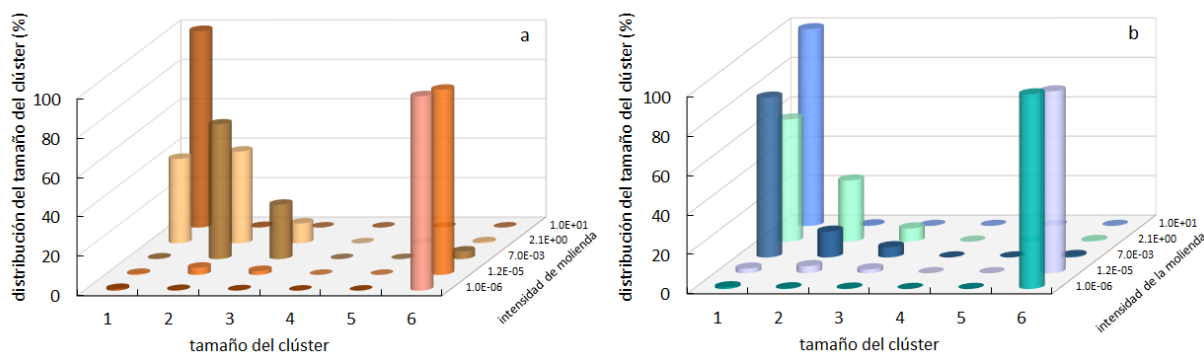 distribución del tamaño del clúster (%)
a
100
80
60
40
20
0
1 2 3 4 5 6
tamaño del clúster
1.0E+01
2.1E+00
7.0E-03
1.2E-05
1.0E-06
intensidad de molienda
distribución del tamaño del clúster (%)
b
100
80
60
40
20
0
1 2 3 4 5 6
tamaño del clúster
1.0E+01
2.1E+00
7.0E-03
1.2E-05
1.0E-06
intensidad de la molienda